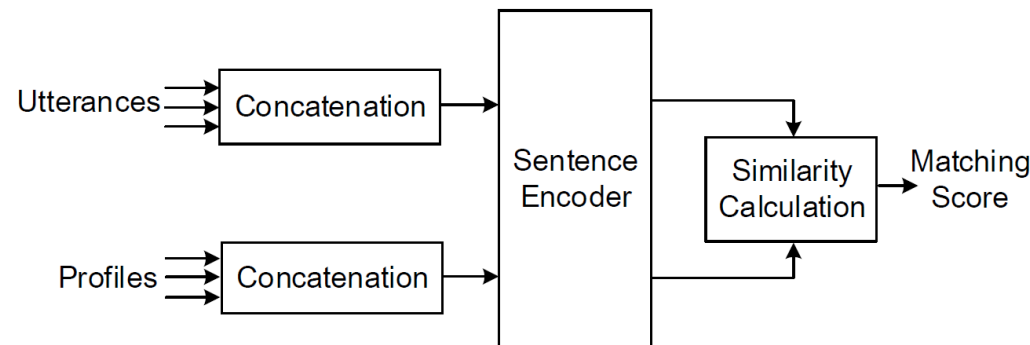 Utterances
Concatenation
Sentence
Encoder
Similarity
Calculation
Matching
Score
Profiles
Concatenation